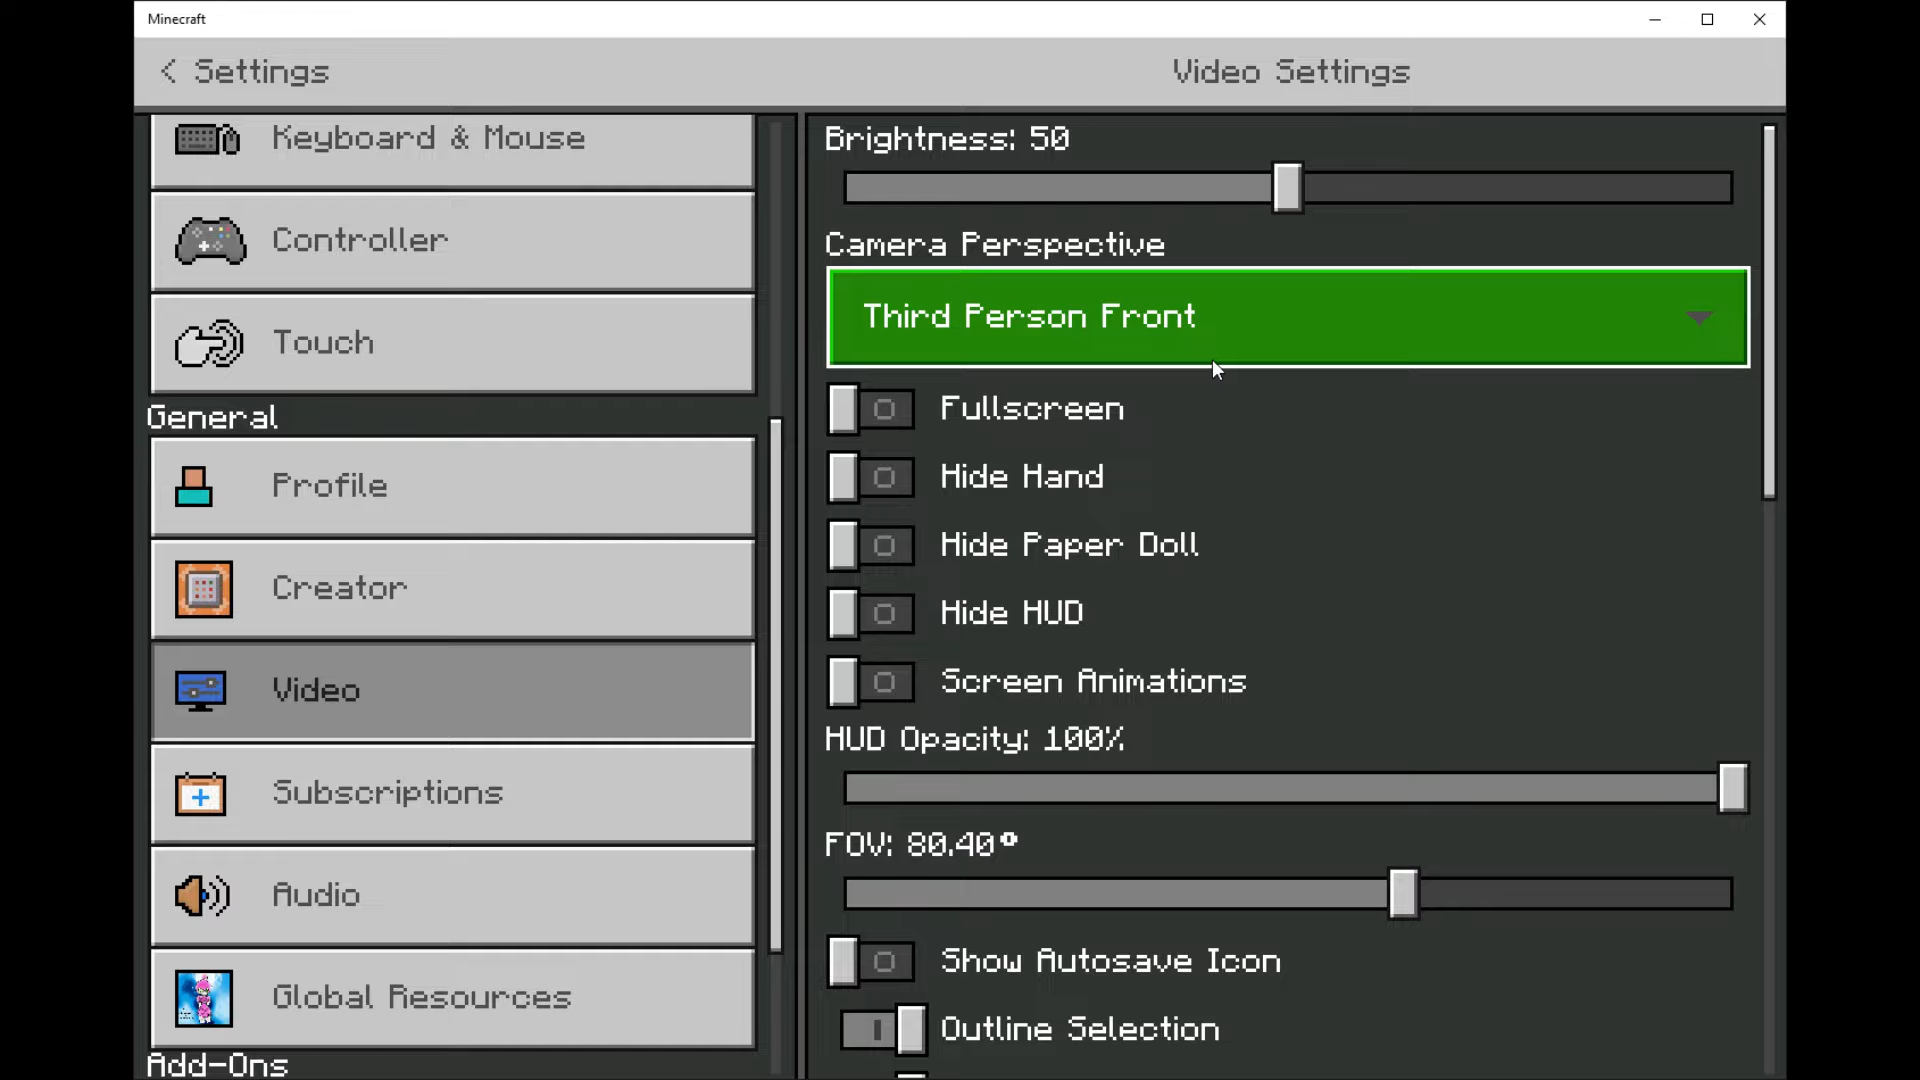 Minecraft
Settings
Video Settings
Keyboard & Mouse
Controller
Touch
General
Profile
Creator
Video
Subscriptions
Audio
Global Resources
Add-Ons
Brightness: 50
Camera Perspective
Third Person Front
Fullscreen
Hide Hand
Hide Paper Doll
Hide HUD
Screen Animations
HUD Opacity: 100%
FOV: 80.40°
Show Autosave Icon
Outline Selection